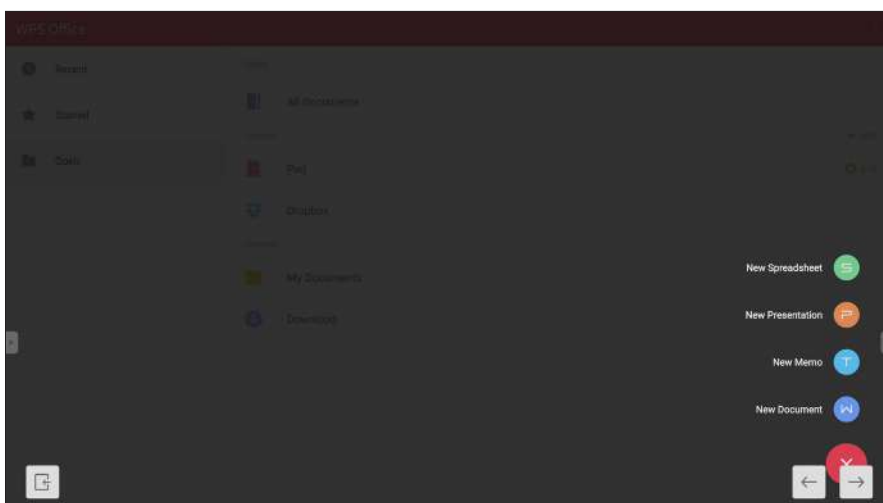 WPS Office
Recent
Starred
All Documents
Pad
Dropbox
My Documents
Download
New Spreadsheet
New Presentation
New Memo
New Document